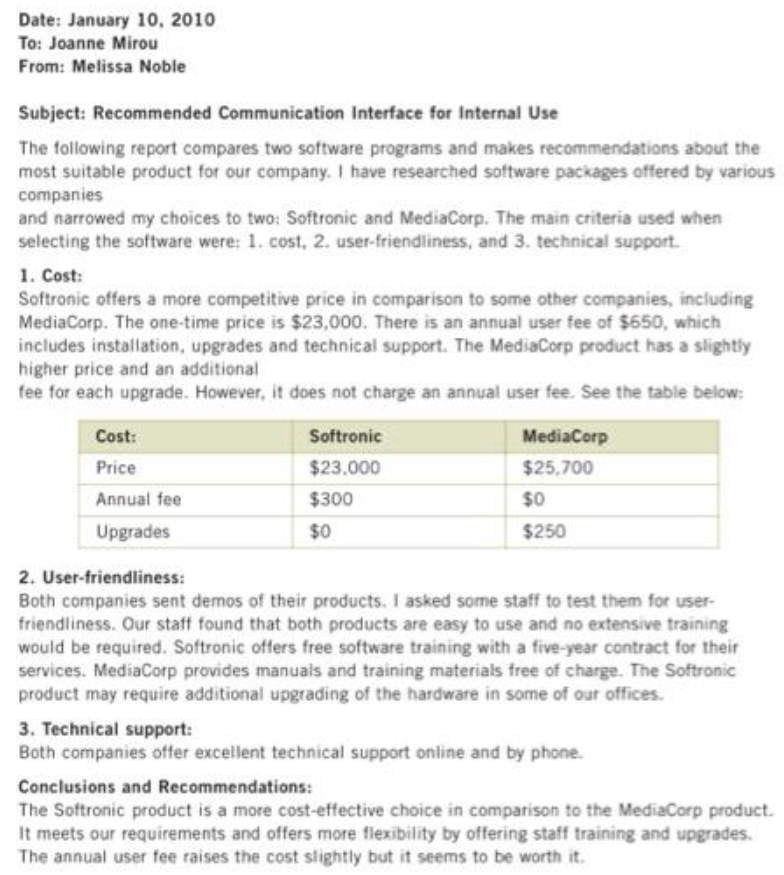 Date: January 10, 2010
To: Joanne Mirou
From: Melissa Noble
Subject: Recommended Communication Interface for Internal Use
The following report compares two software programs and makes recommendations about the
most suitable product for our company. I have researched software packages offered by various
companies
and narrowed my choices to two: Softronic and MediaCorp. The main criteria used when
selecting the software were: 1. cost, 2. user-friendliness, and 3. technical support.
1. Cost:
Softronic offers a more competitive price in comparison to some other companies, including
MediaCorp. The one-time price is $23,000. There is an annual user fee of $650, which
includes installation, upgrades and technical support. The MediaCorp product has a slightly
higher price and an additional
fee for each upgrade. However, it does not charge an annual user fee. See the table below:
Cost: Softronic MediaCorp
Price $23,000 $25,700
Annual fee $300 $0
Upgrades $0 $250
2. User-friendliness:
Both companies sent demos of their products. I asked some staff to test them for user-
friendliness. Our staff found that both products are easy to use and no extensive training
would be required. Softronic offers free software training with a five-year contract for their
services. MediaCorp provides manuals and training materials free of charge. The Softronic
product may require additional upgrading of the hardware in some of our offices.
3. Technical support:
Both companies offer excellent technical support online and by phone.
Conclusions and Recommendations:
The Softronic product is a more cost-effective choice in comparison to the MediaCorp product.
It meets our requirements and offers more flexibility by offering staff training and upgrades.
The annual user fee raises the cost slightly but it seems to be worth it.